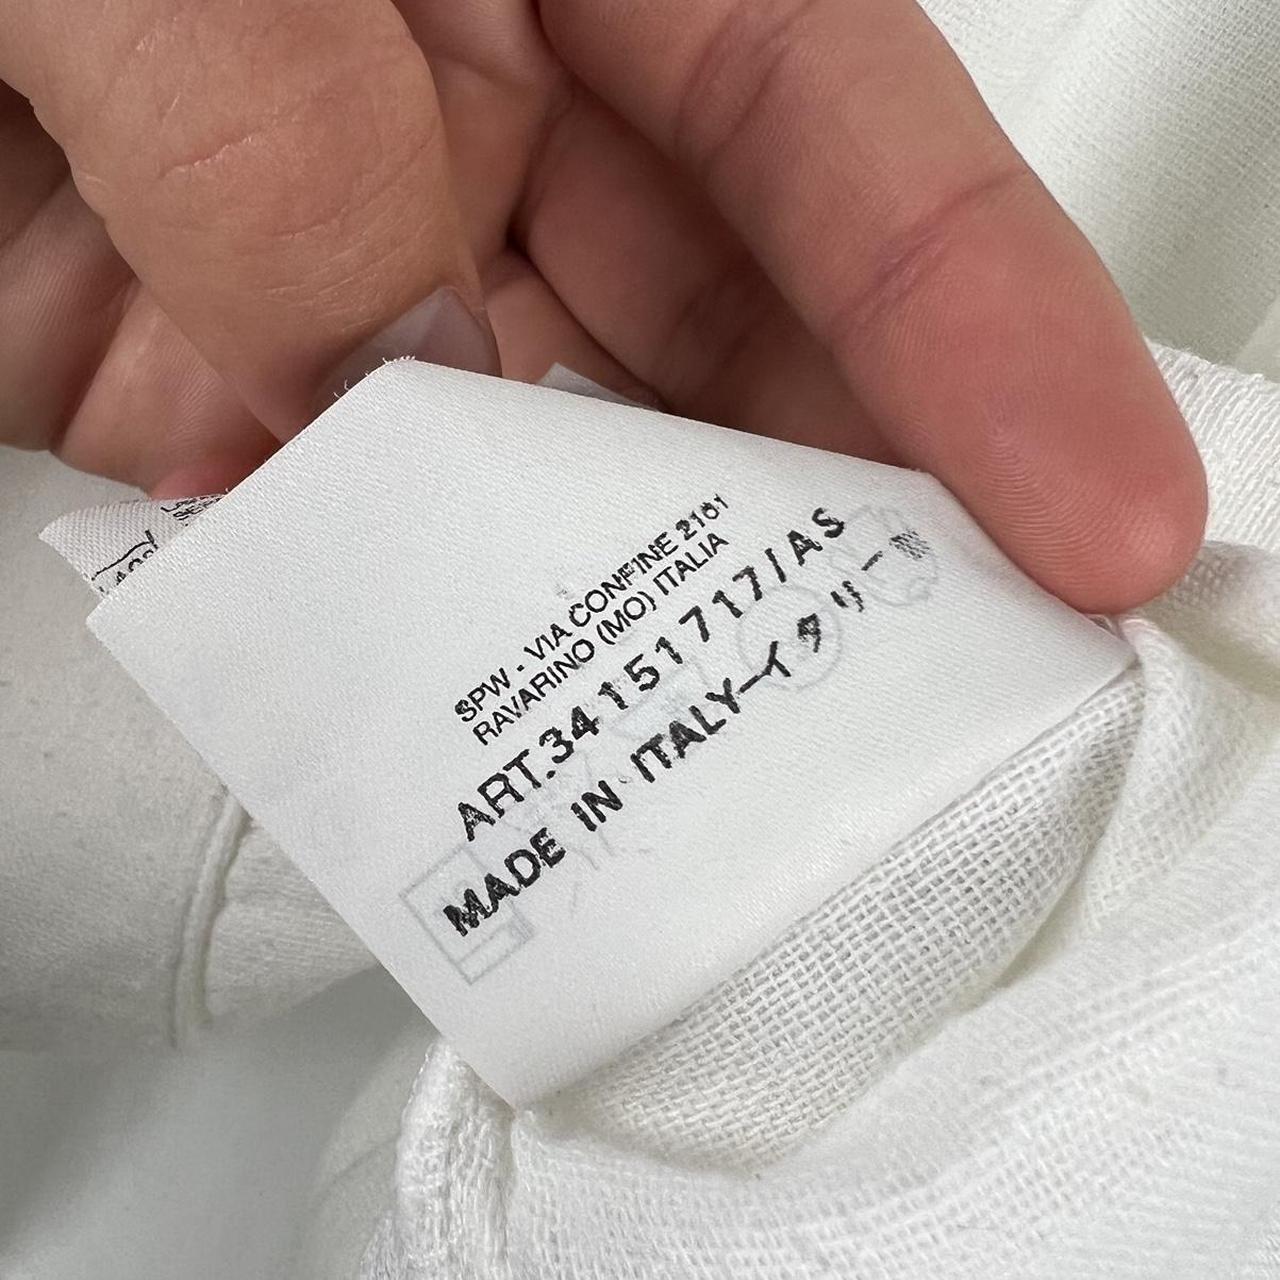 SPW - VIA CONFINE 2161
RAVARINO (MO) ITALIA
ART.34151717/AS
MADE IN ITALY—イタリー製